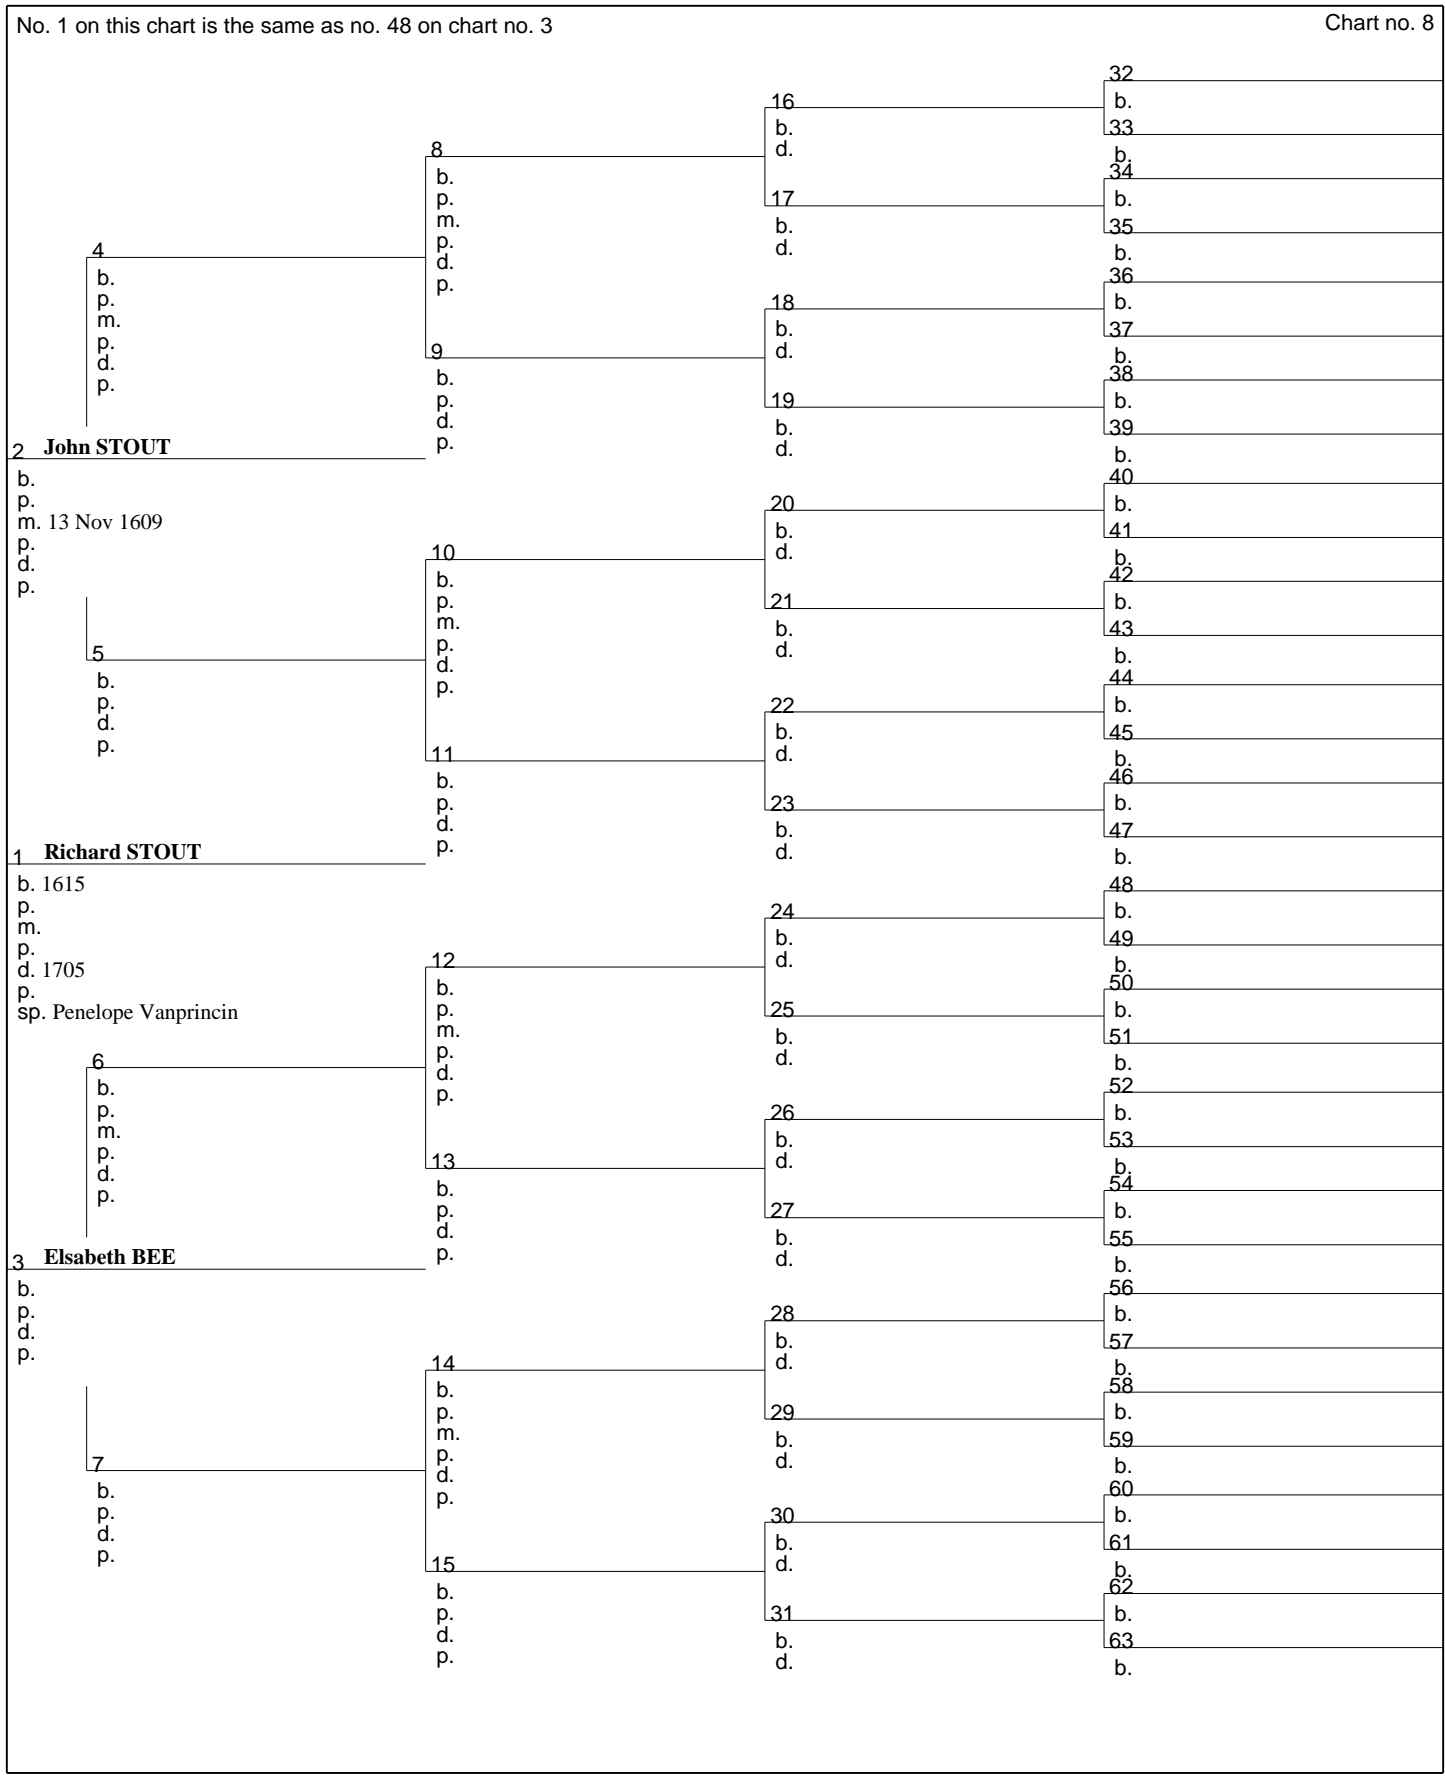 No. 1 on this chart is the same as no. 48 on chart no. 3
Chart no. 8
2 John STOUT
b.
p.
m. 13 Nov 1609
p.
d.
p.
1 Richard STOUT
b. 1615
p.
m.
p.
d. 1705
p.
sp. Penelope Vanprincin
3 Elsabeth BEE
b.
p.
d.
p.
4
b.
p.
m.
p.
d.
p.
5
b.
p.
d.
p.
6
b.
p.
m.
p.
d.
p.
7
b.
p.
d.
p.
8
b.
p.
m.
p.
d.
p.
9
b.
p.
d.
p.
10
b.
p.
m.
p.
d.
p.
11
b.
p.
d.
p.
12
b.
p.
m.
p.
d.
p.
13
b.
p.
d.
p.
14
b.
p.
m.
p.
d.
p.
15
b.
p.
d.
p.
16
b.
d.
17
b.
d.
18
b.
d.
19
b.
d.
20
b.
d.
21
b.
d.
22
b.
d.
23
b.
d.
24
b.
d.
25
b.
d.
26
b.
d.
27
b.
d.
28
b.
d.
29
b.
d.
30
b.
d.
31
b.
d.
32
b.
33
b.
34
b.
35
b.
36
b.
37
b.
38
b.
39
b.
40
b.
41
b.
42
b.
43
b.
44
b.
45
b.
46
b.
47
b.
48
b.
49
b.
50
b.
51
b.
52
b.
53
b.
54
b.
55
b.
56
b.
57
b.
58
b.
59
b.
60
b.
61
b.
62
b.
63
b.